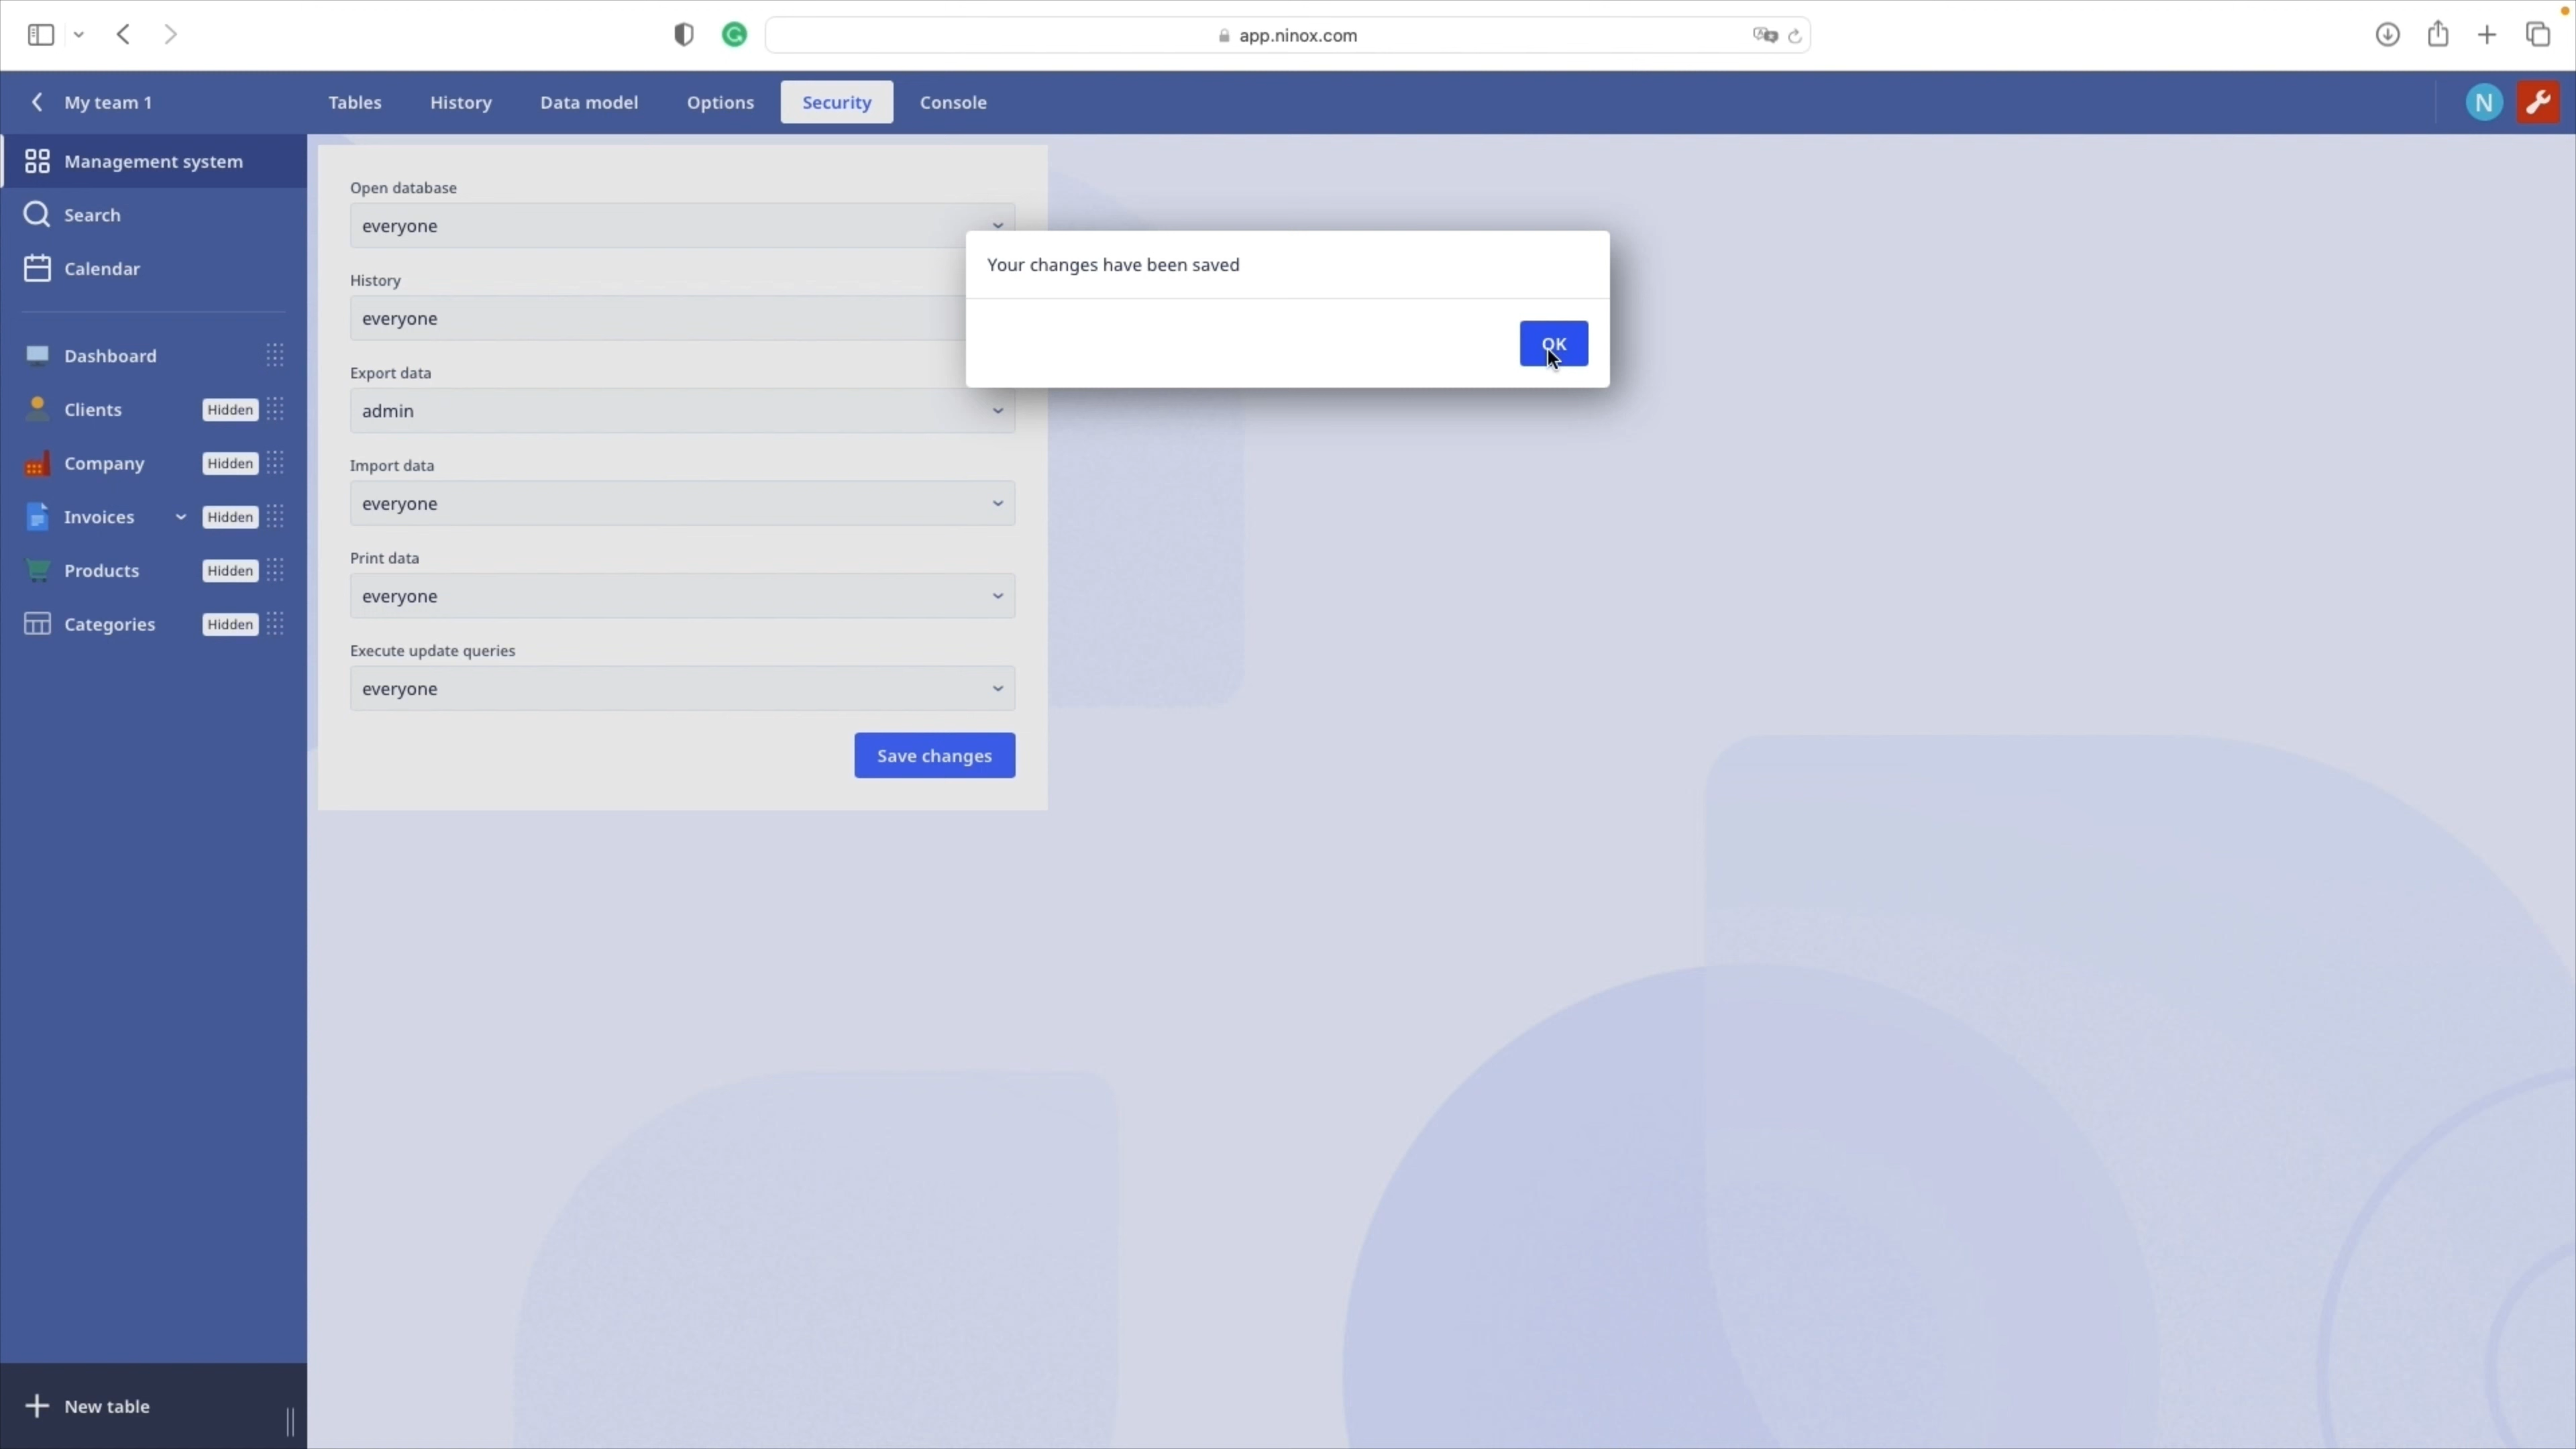 app.ninox.com
My team 1
Tables
History
Data model
Options
Security
Console
N
Management system
Search
Calendar
Dashboard
Clients
Hidden
Company
Hidden
Invoices
Hidden
Products
Hidden
Categories
Hidden
New table
Open database
everyone
History
everyone
Export data
admin
Import data
everyone
Print data
everyone
Execute update queries
everyone
Save changes
Your changes have been saved
OK